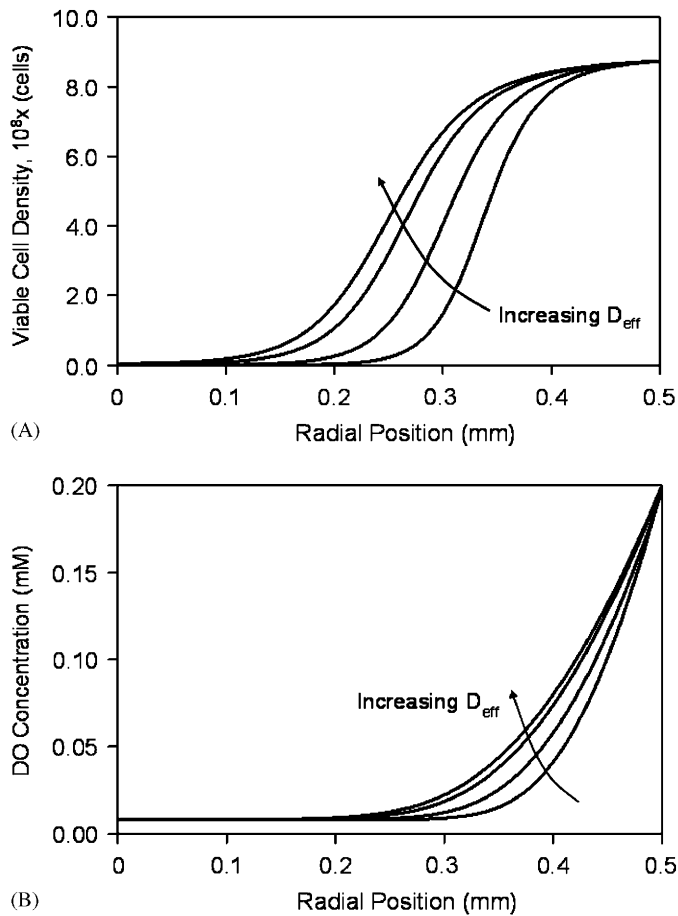 10.0
8.0
6.0
4.0
2.0
0.0
Viable Cell Density, 10⁸x (cells)
Increasing D_eff
0 0.1 0.2 0.3 0.4 0.5
(A) Radial Position (mm)
0.20
0.15
0.10
0.05
0.00
DO Concentration (mM)
Increasing D_eff
0 0.1 0.2 0.3 0.4 0.5
(B) Radial Position (mm)